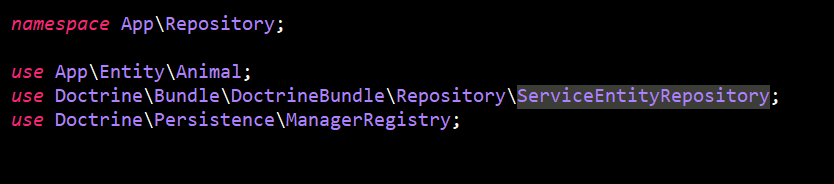 namespace App\Repository;
use App\Entity\Animal;
use Doctrine\Bundle\DoctrineBundle\Repository\ServiceEntityRepository;
use Doctrine\Persistence\ManagerRegistry;